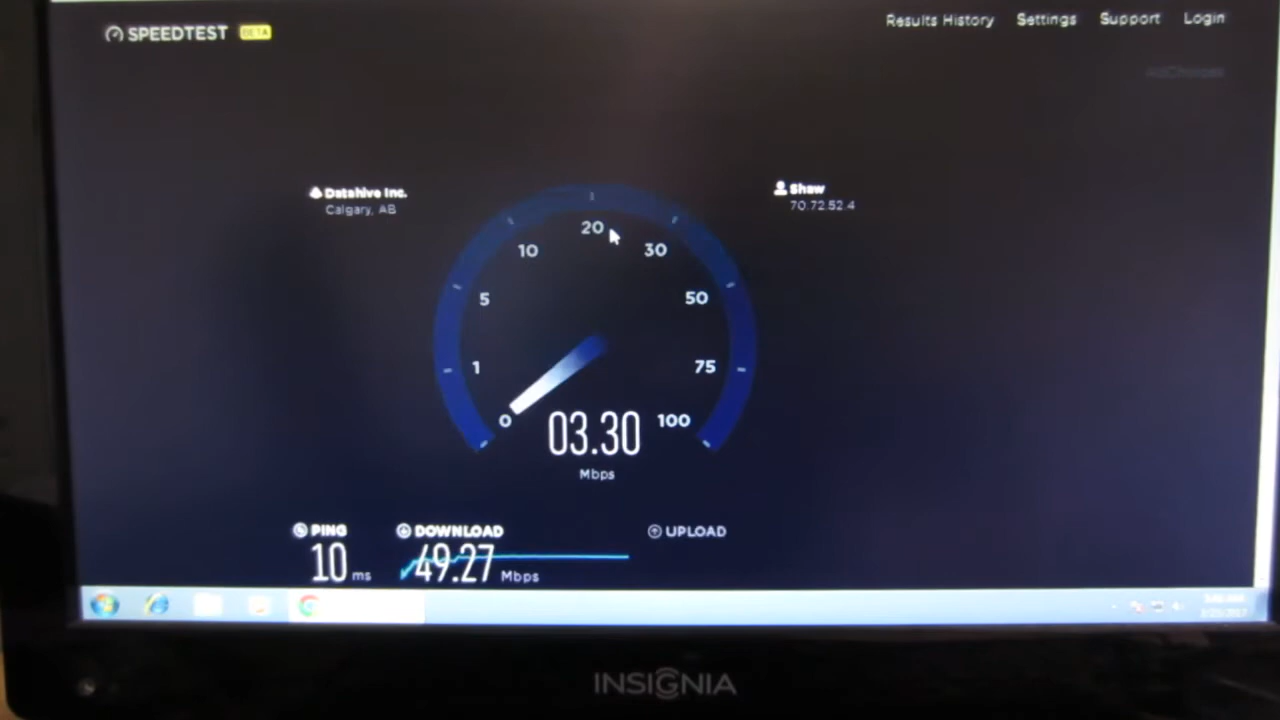 SPEEDTEST BETA
Results History Settings Support Login
AdChoices
Datahive Inc.
Calgary, AB
Shaw
70.72.52.4
20
10
30
5
50
1
75
0
100
03.30
Mbps
PING
10 ms
DOWNLOAD
49.27 Mbps
UPLOAD
INSIGNIA